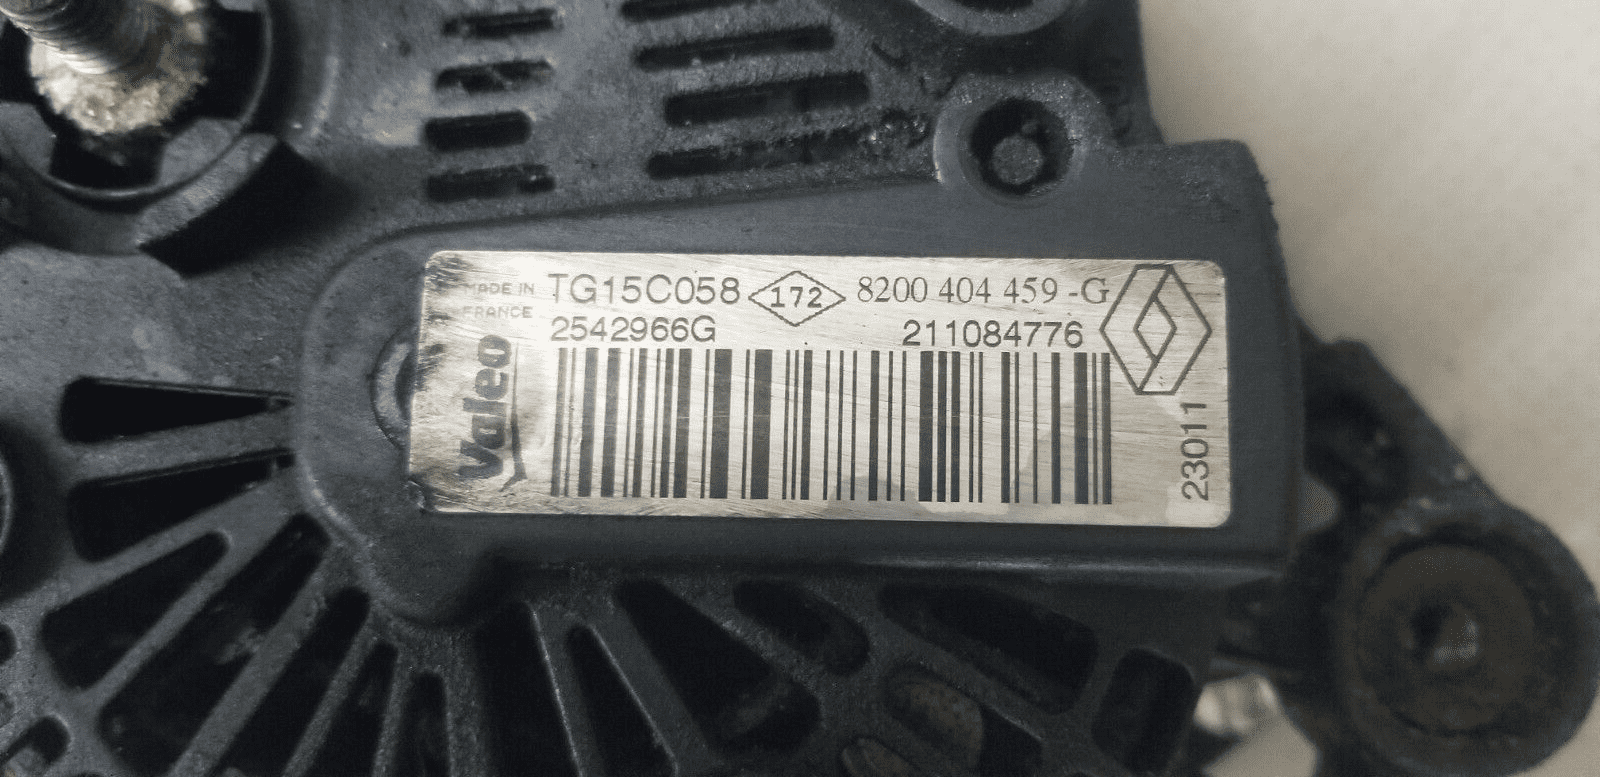 MADE IN
FRANCE
TG15C058 172 8200 404 459 -G
2542966G 211084776
Valeo
23011